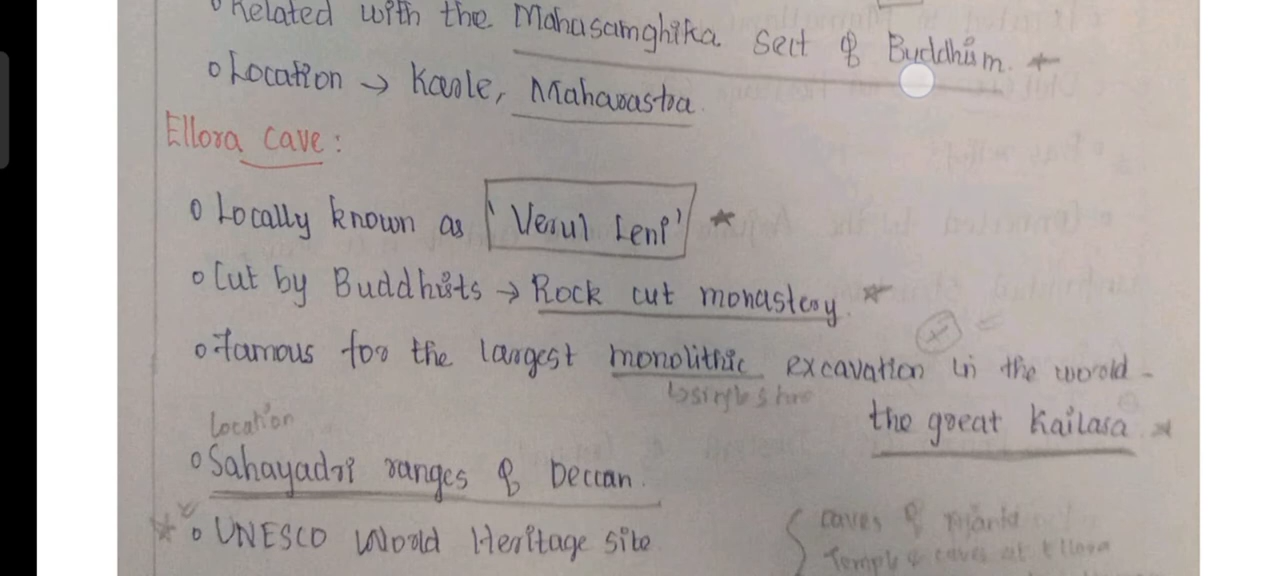 o Related with the Mahasamghika Sect of Buddhism.
o Location → Karle, Maharastra.
Ellora Cave:
o Locally known as 'Verul Leni'
o Cut by Buddhists → Rock cut monastery.
o Famous for the largest monolithic excavation in the world -
the great Kailasa
Location
o Sahayadri ranges of Deccan.
o UNESCO World Heritage site
Caves of
Temple caves at Ellora